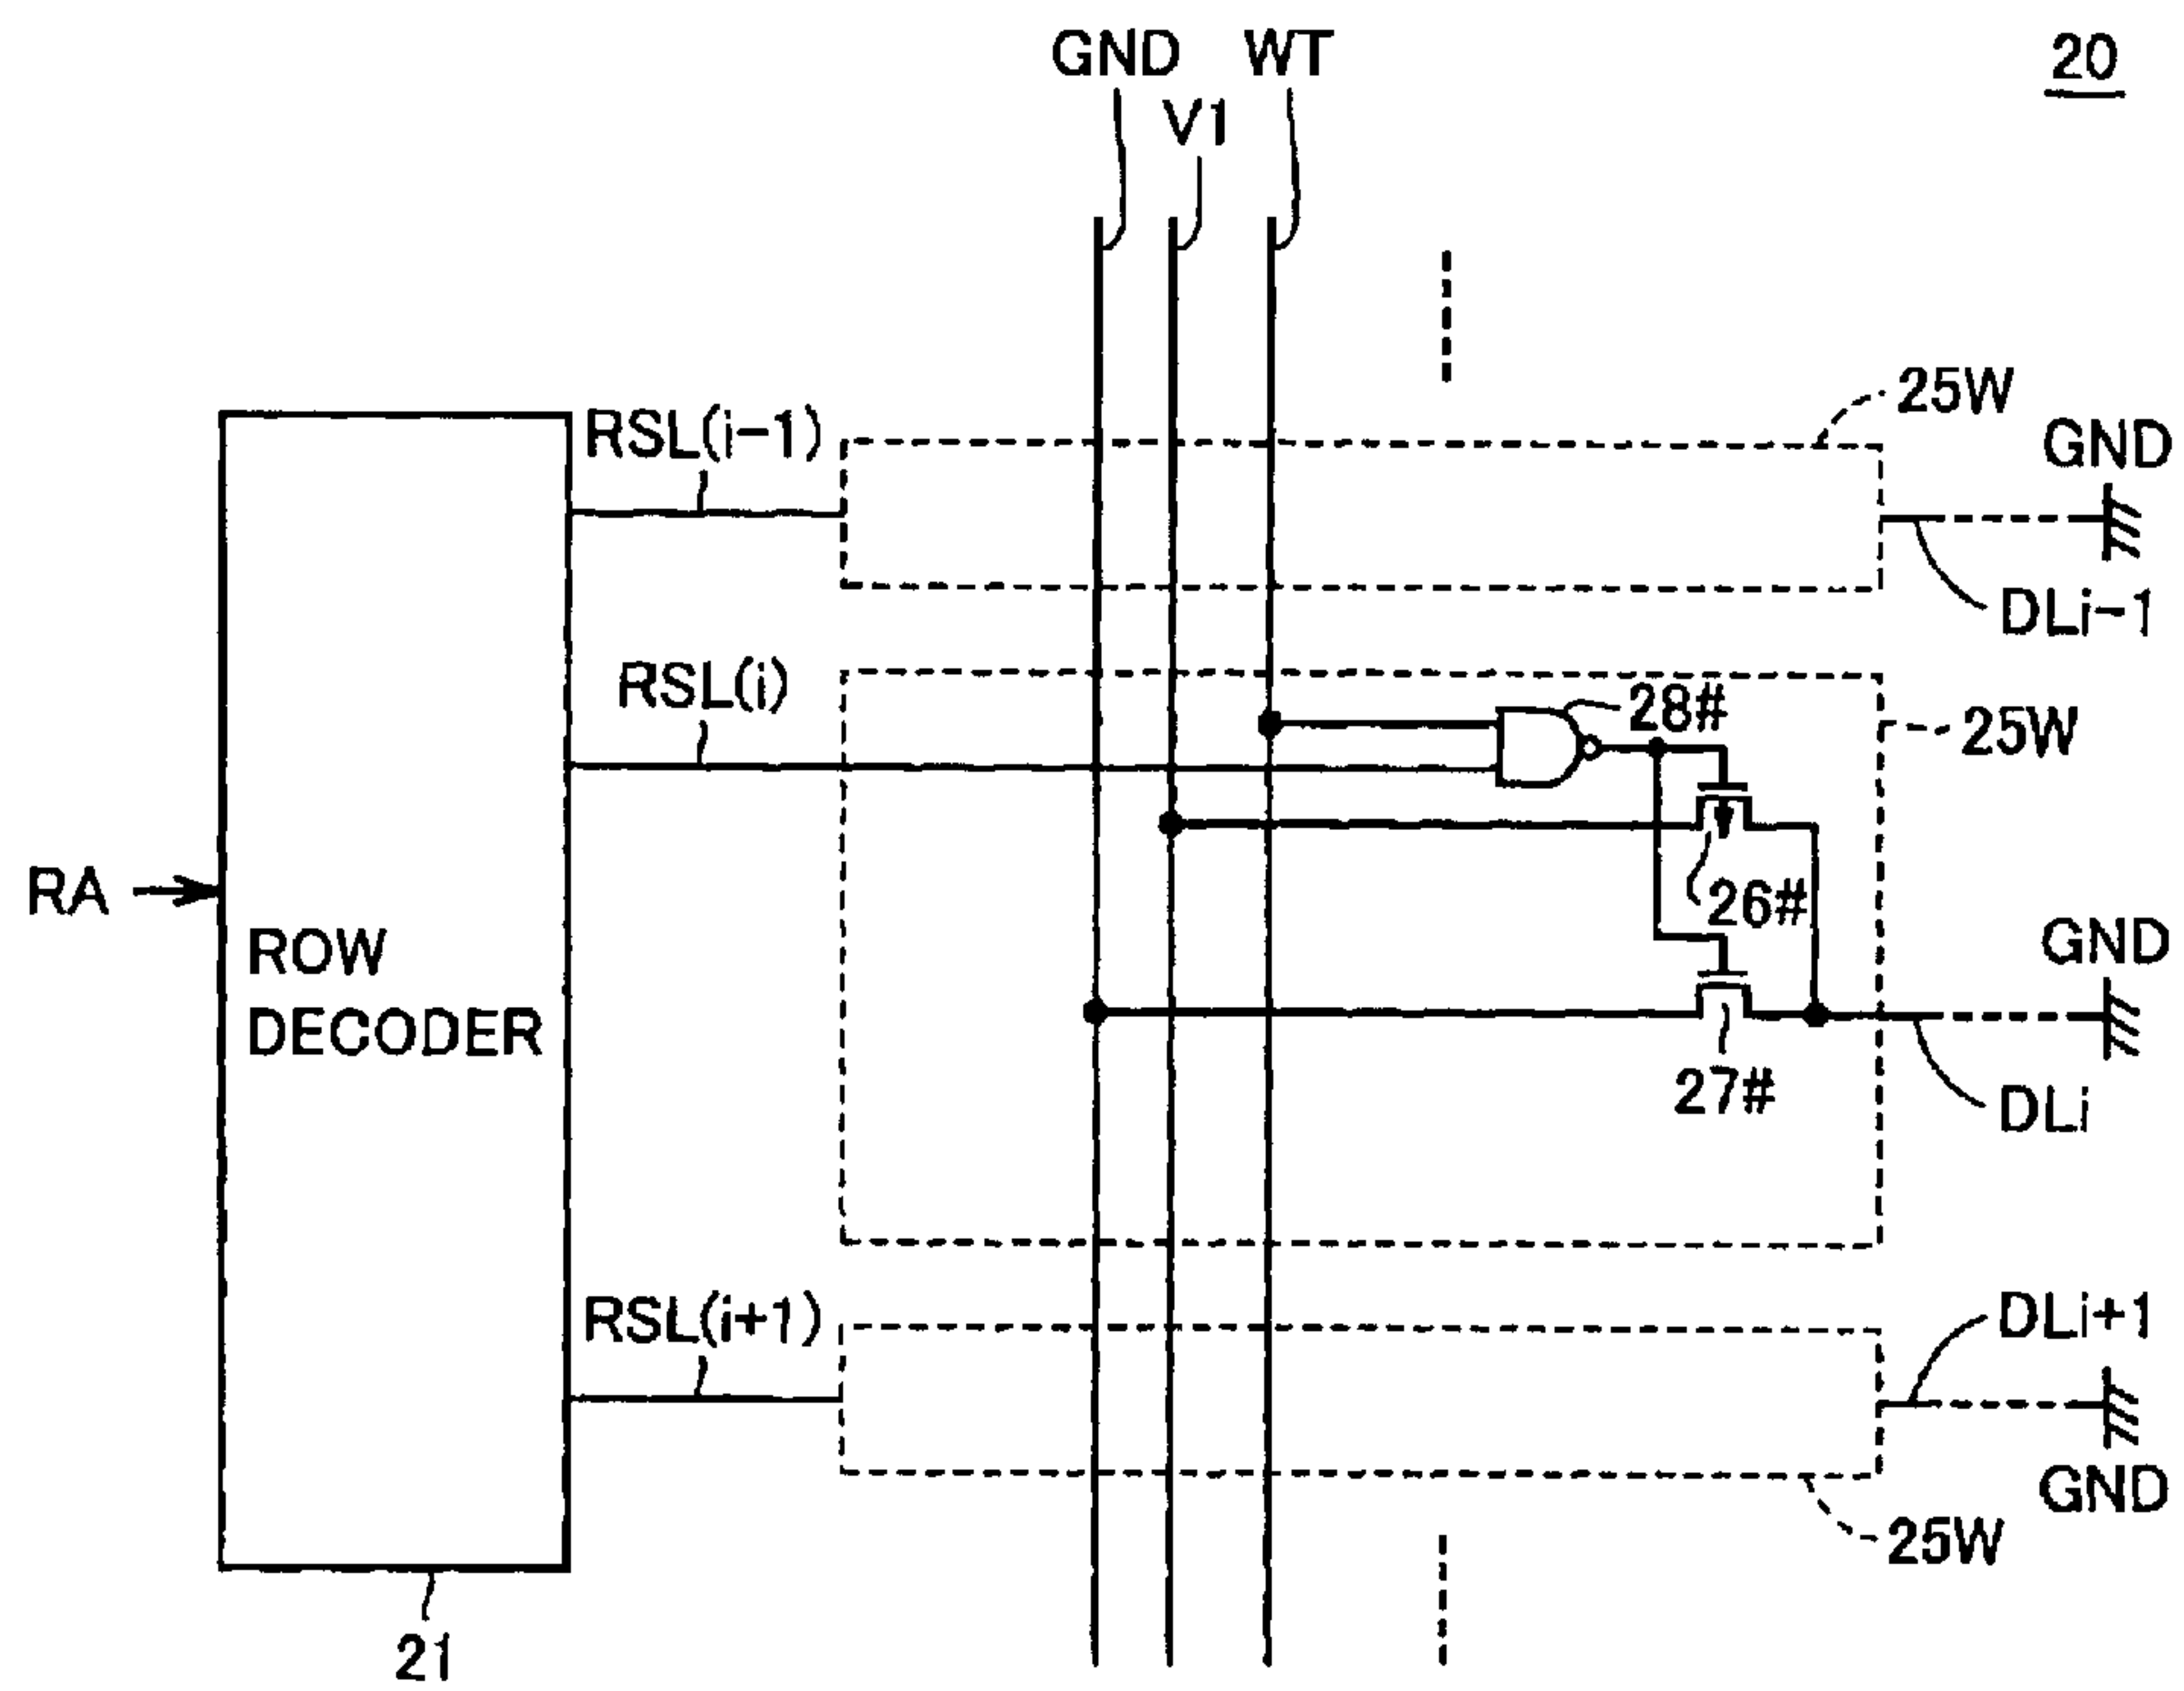 GND
WT
20
V1
25W
RSL(i-1)
GND
DLi-1
RSL(i)
28#
25W
26#
RA
ROW
DECODER
GND
27#
DLi
DLi+1
RSL(i+1)
GND
25W
21